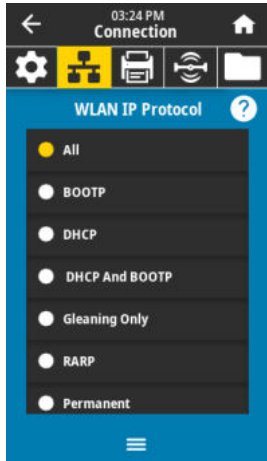 03:24 PM
Connection
WLAN IP Protocol
?
All
BOOTP
DHCP
DHCP And BOOTP
Gleaning Only
RARP
Permanent